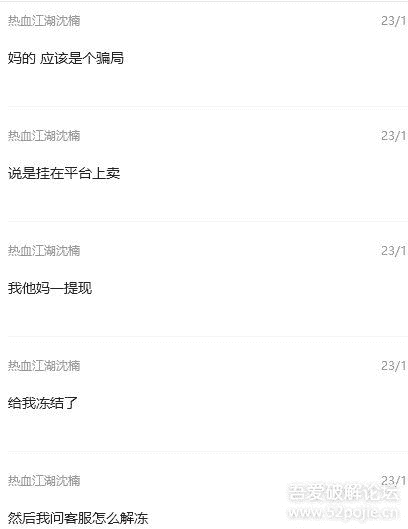 热血江湖沈楠 23/1
妈的 应该是个骗局
热血江湖沈楠 23/1
说是挂在平台上卖
热血江湖沈楠 23/1
我他妈一提现
热血江湖沈楠 23/1
给我冻结了
热血江湖沈楠 23/1
然后我问客服怎么解冻
吾爱破解论坛
www.52pojie.cn